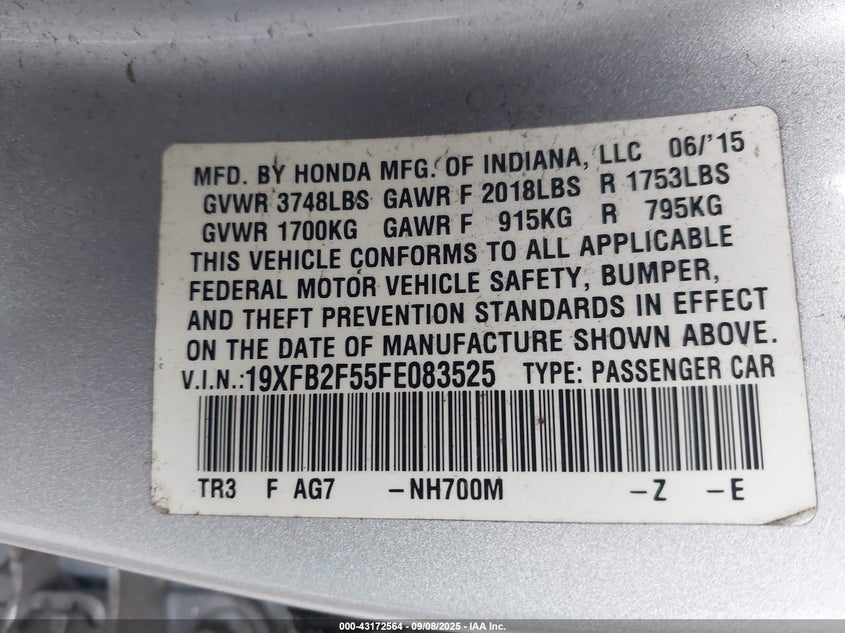 MFD. BY HONDA MFG. OF INDIANA, LLC 06/'15
GVWR 3748LBS GAWR F 2018LBS R 1753LBS
GVWR 1700KG GAWR F 915KG R 795KG
THIS VEHICLE CONFORMS TO ALL APPLICABLE
FEDERAL MOTOR VEHICLE SAFETY, BUMPER,
AND THEFT PREVENTION STANDARDS IN EFFECT
ON THE DATE OF MANUFACTURE SHOWN ABOVE.
V.I.N.:19XFB2F55FE083525 TYPE: PASSENGER CAR
TR3 F AG7 -NH700M -Z -E
000-43172564 - 09/08/2025 - IAA Inc.